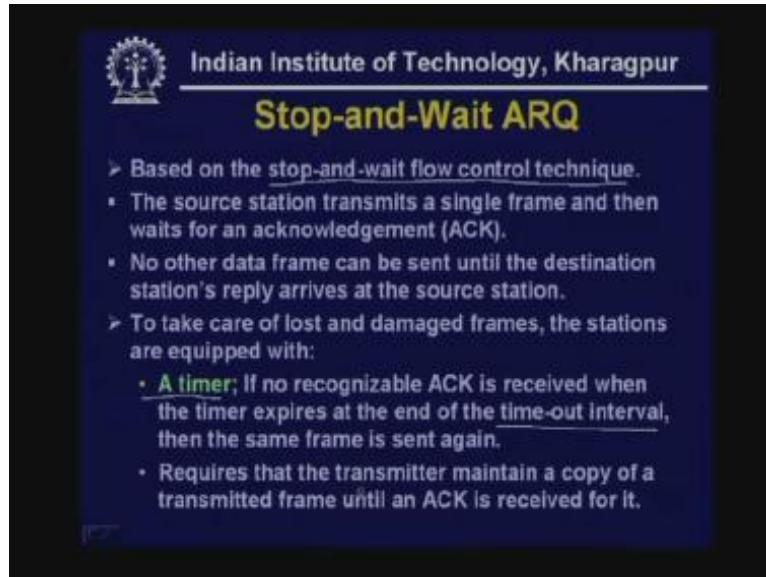 Indian Institute of Technology, Kharagpur
Stop-and-Wait ARQ
➢ Based on the stop-and-wait flow control technique.
▪ The source station transmits a single frame and then
waits for an acknowledgement (ACK).
▪ No other data frame can be sent until the destination
station's reply arrives at the source station.
➢ To take care of lost and damaged frames, the stations
are equipped with:
• A timer; If no recognizable ACK is received when
the timer expires at the end of the time-out interval,
then the same frame is sent again.
• Requires that the transmitter maintain a copy of a
transmitted frame until an ACK is received for it.